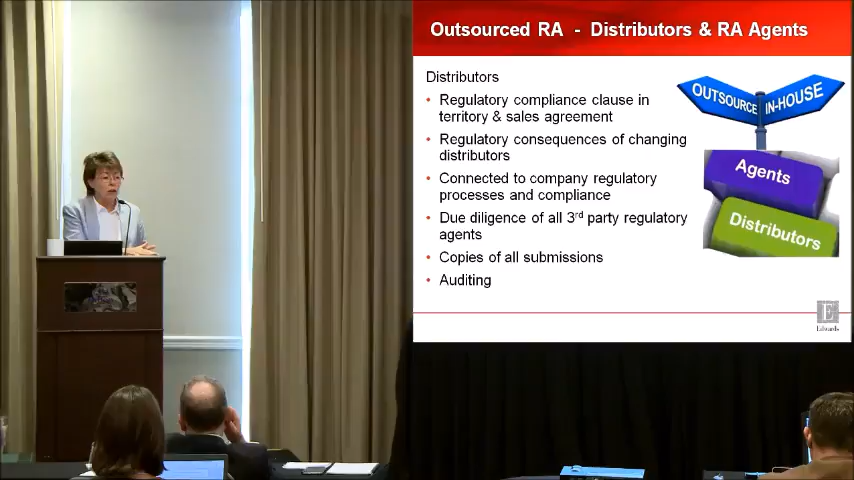 Outsourced RA - Distributors & RA Agents
Distributors
• Regulatory compliance clause in
territory & sales agreement
• Regulatory consequences of changing
distributors
• Connected to company regulatory
processes and compliance
• Due diligence of all 3rd party regulatory
agents
• Copies of all submissions
• Auditing
OUTSOURCE
IN-HOUSE
Agents
Distributors
E
Edwards